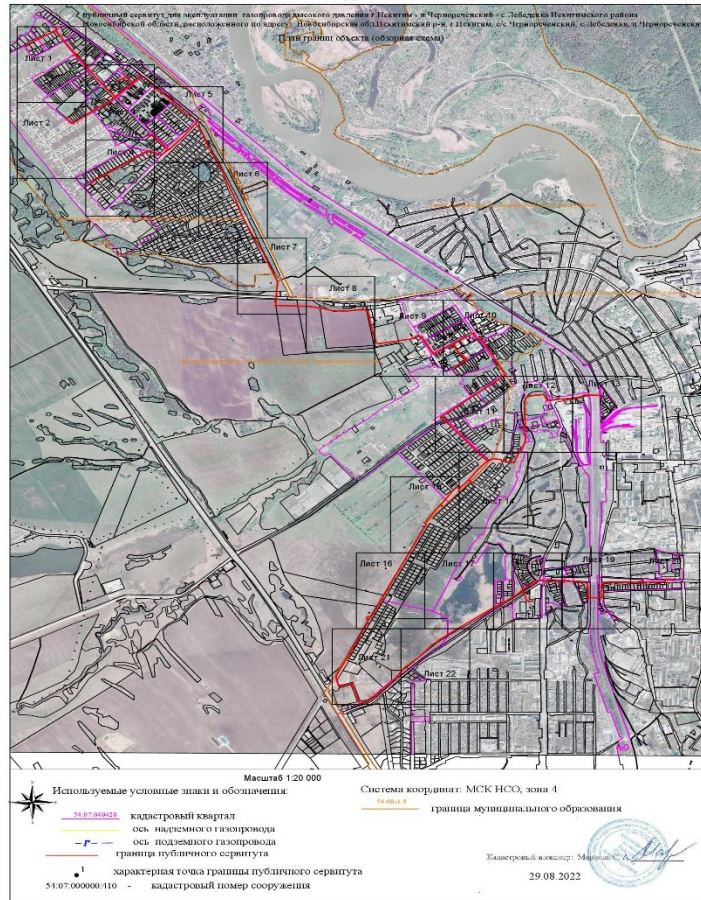 публичный сервитут для эксплуатации газопровода высокого давления г.Искитим - п.Чернореченский - с.Лебедевка Искитимского района
Новосибирской области, расположенного по адресу: Новосибирская обл, Искитимский р-н, г.Искитим, с/с Чернореченский, с.Лебедевка, п.Чернореченский
План границ объекта (обзорная схема)
Лист 1
Лист 5
Лист 2
Лист 6
Лист 7
Лист 8
Лист 9
Лист 10
Лист 12
Лист 13
Лист 16
Лист 17
Лист 19
Лист 21
Лист 22
Масштаб 1:20 000
Используемые условные знаки и обозначения:
Система координат: МСК НСО, зона 4
54:07:040420 кадастровый квартал
граница муниципального образования
ось надземного газопровода
- Г - ось подземного газопровода
граница публичного сервитута
1 характерная точка границы публичного сервитута
54:07:000000:410 - кадастровый номер сооружения
Кадастровый инженер:
29.08.2022